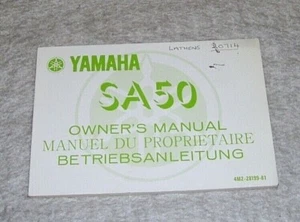 YAMAHA
SA50
OWNER'S MANUAL
MANUEL DU PROPRIETAIRE
BETRIEBSANLEITUNG